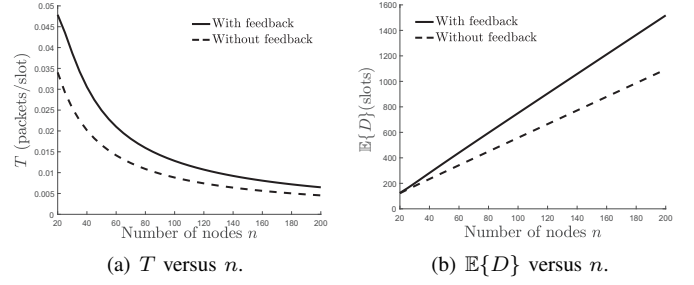 0.05
0.045
0.04
0.035
0.03
0.025
0.02
0.015
0.01
0.005
0
T (packets/slot)
With feedback
Without feedback
20 40 60 80 100 120 140 160 180 200
Number of nodes n
(a) T versus n.
1600
1400
1200
1000
800
600
400
200
0
𝔼{D}(slots)
With feedback
Without feedback
20 40 60 80 100 120 140 160 180 200
Number of nodes n
(b) 𝔼{D} versus n.